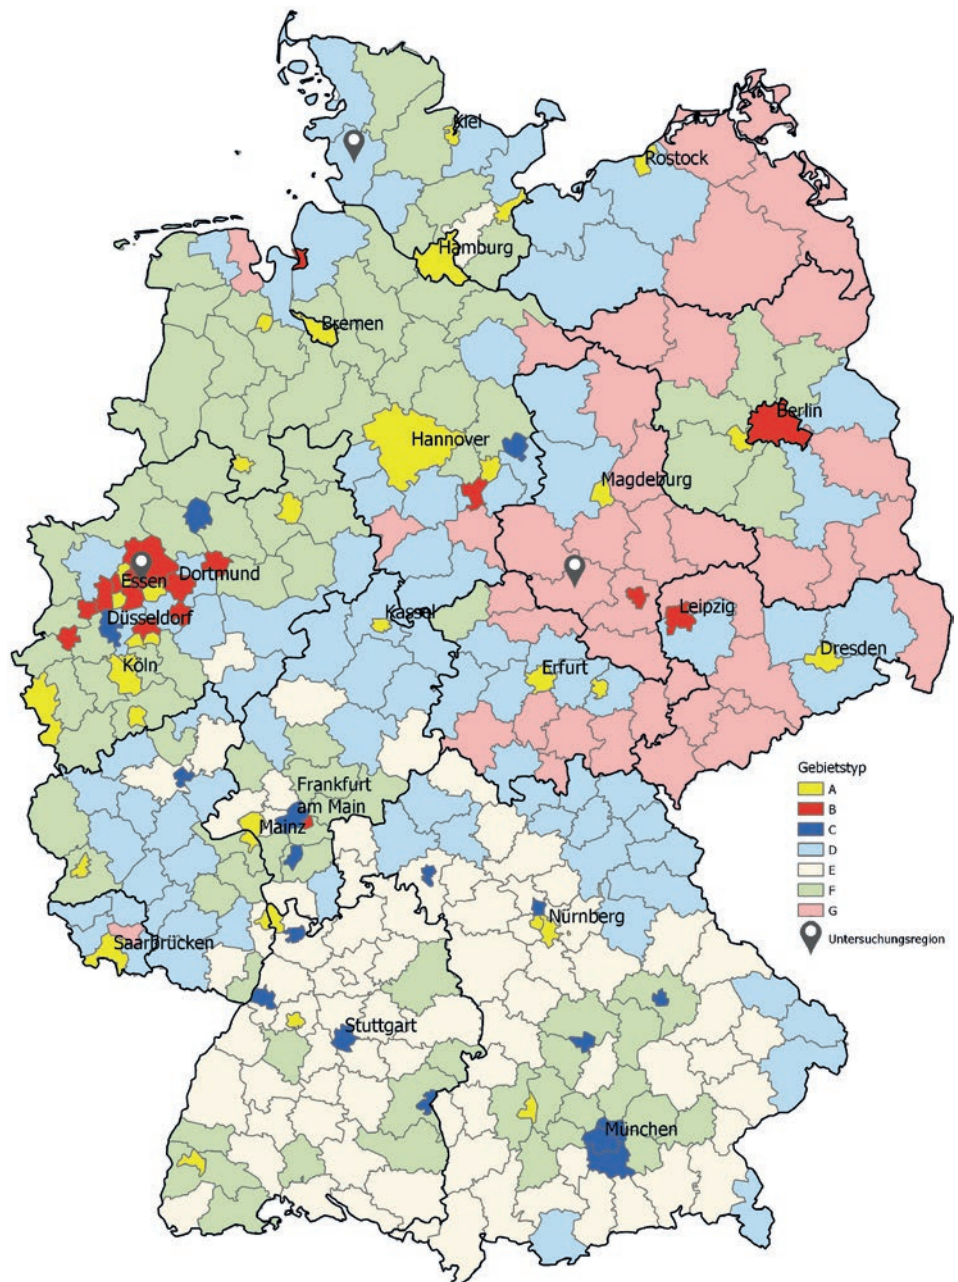 Kiel
Rostock
Hamburg
Bremen
Berlin
Hannover
Magdeburg
Essen
Dortmund
Düsseldorf
Leipzig
Kassel
Dresden
Köln
Erfurt
Gebietstyp
A
B
C
D
E
F
G
Untersuchungsregion
Frankfurt
am Main
Mainz
Nürnberg
Saarbrücken
Stuttgart
München